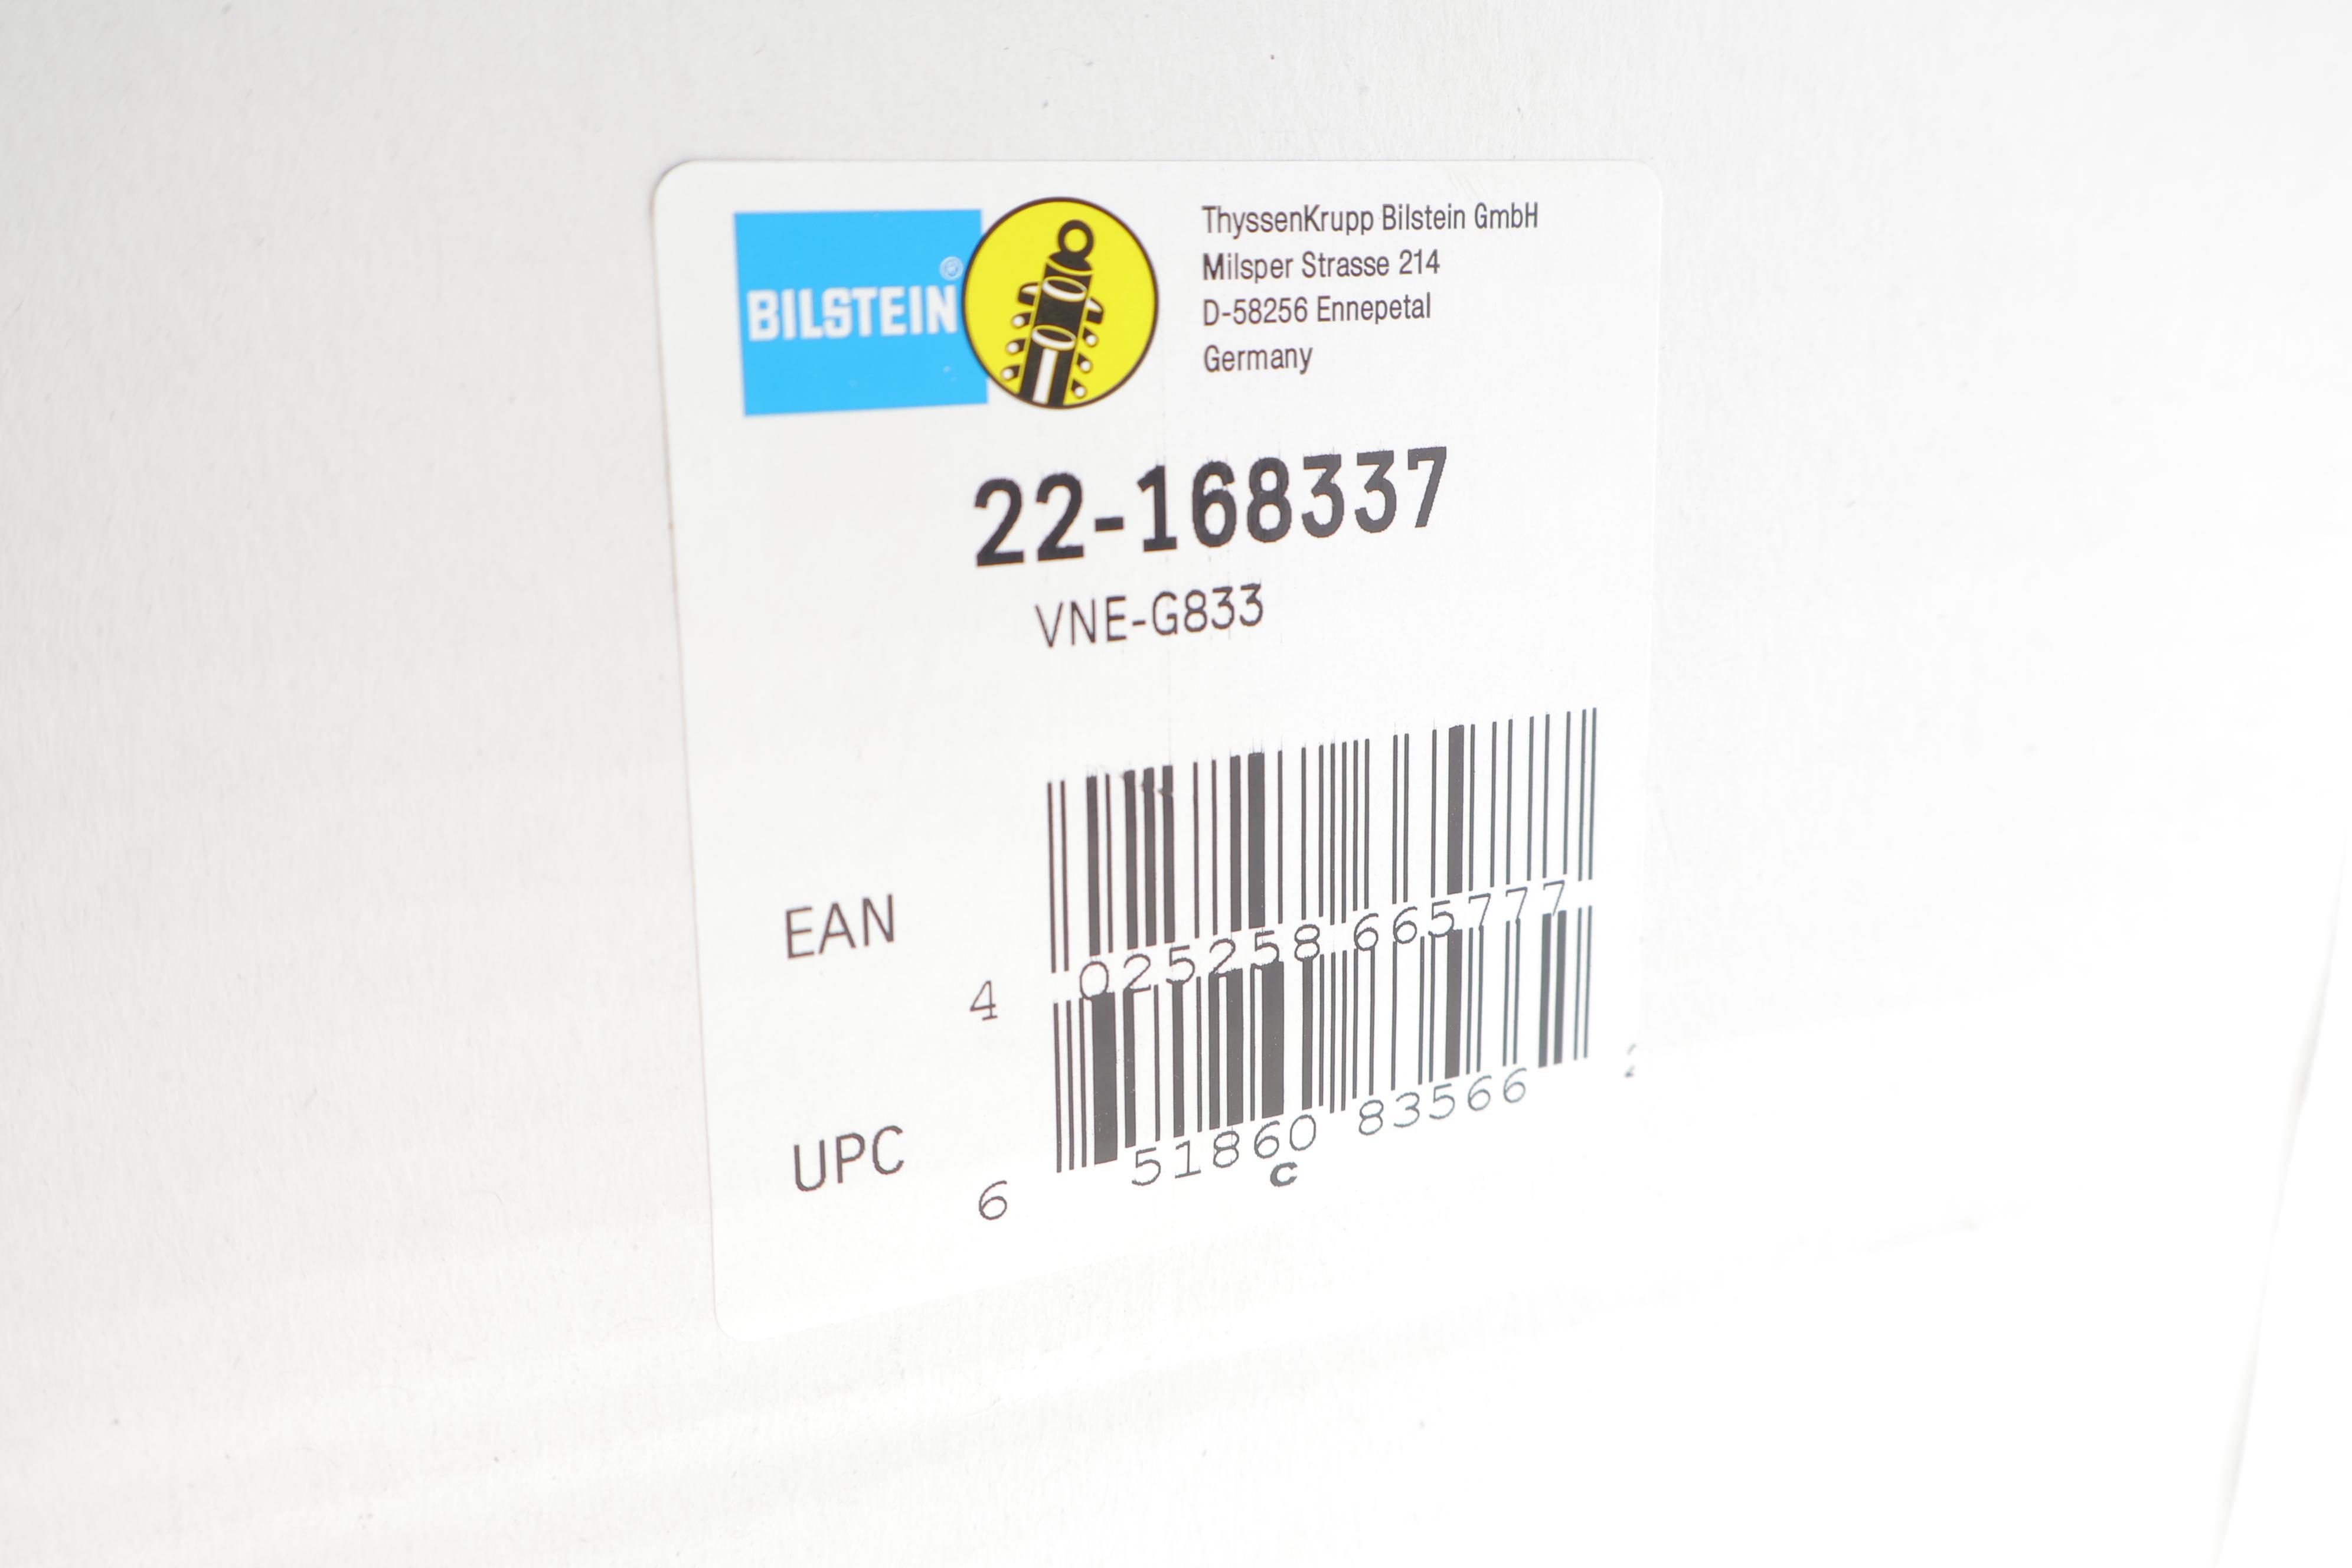 BILSTEIN®
ThyssenKrupp Bilstein GmbH
Milsper Strasse 214
D-58256 Ennepetal
Germany
22-168337
VNE-G833
EAN
4 025258 665777
UPC
6 51860 83566 2
C